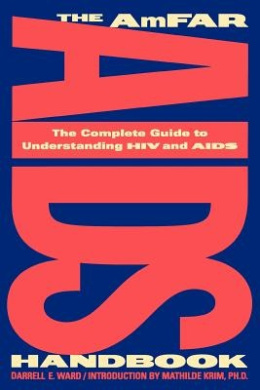 THE AmFAR
AIDS
The Complete Guide to
Understanding HIV and AIDS
HANDBOOK
DARRELL E. WARD / INTRODUCTION BY MATHILDE KRIM, PH.D.